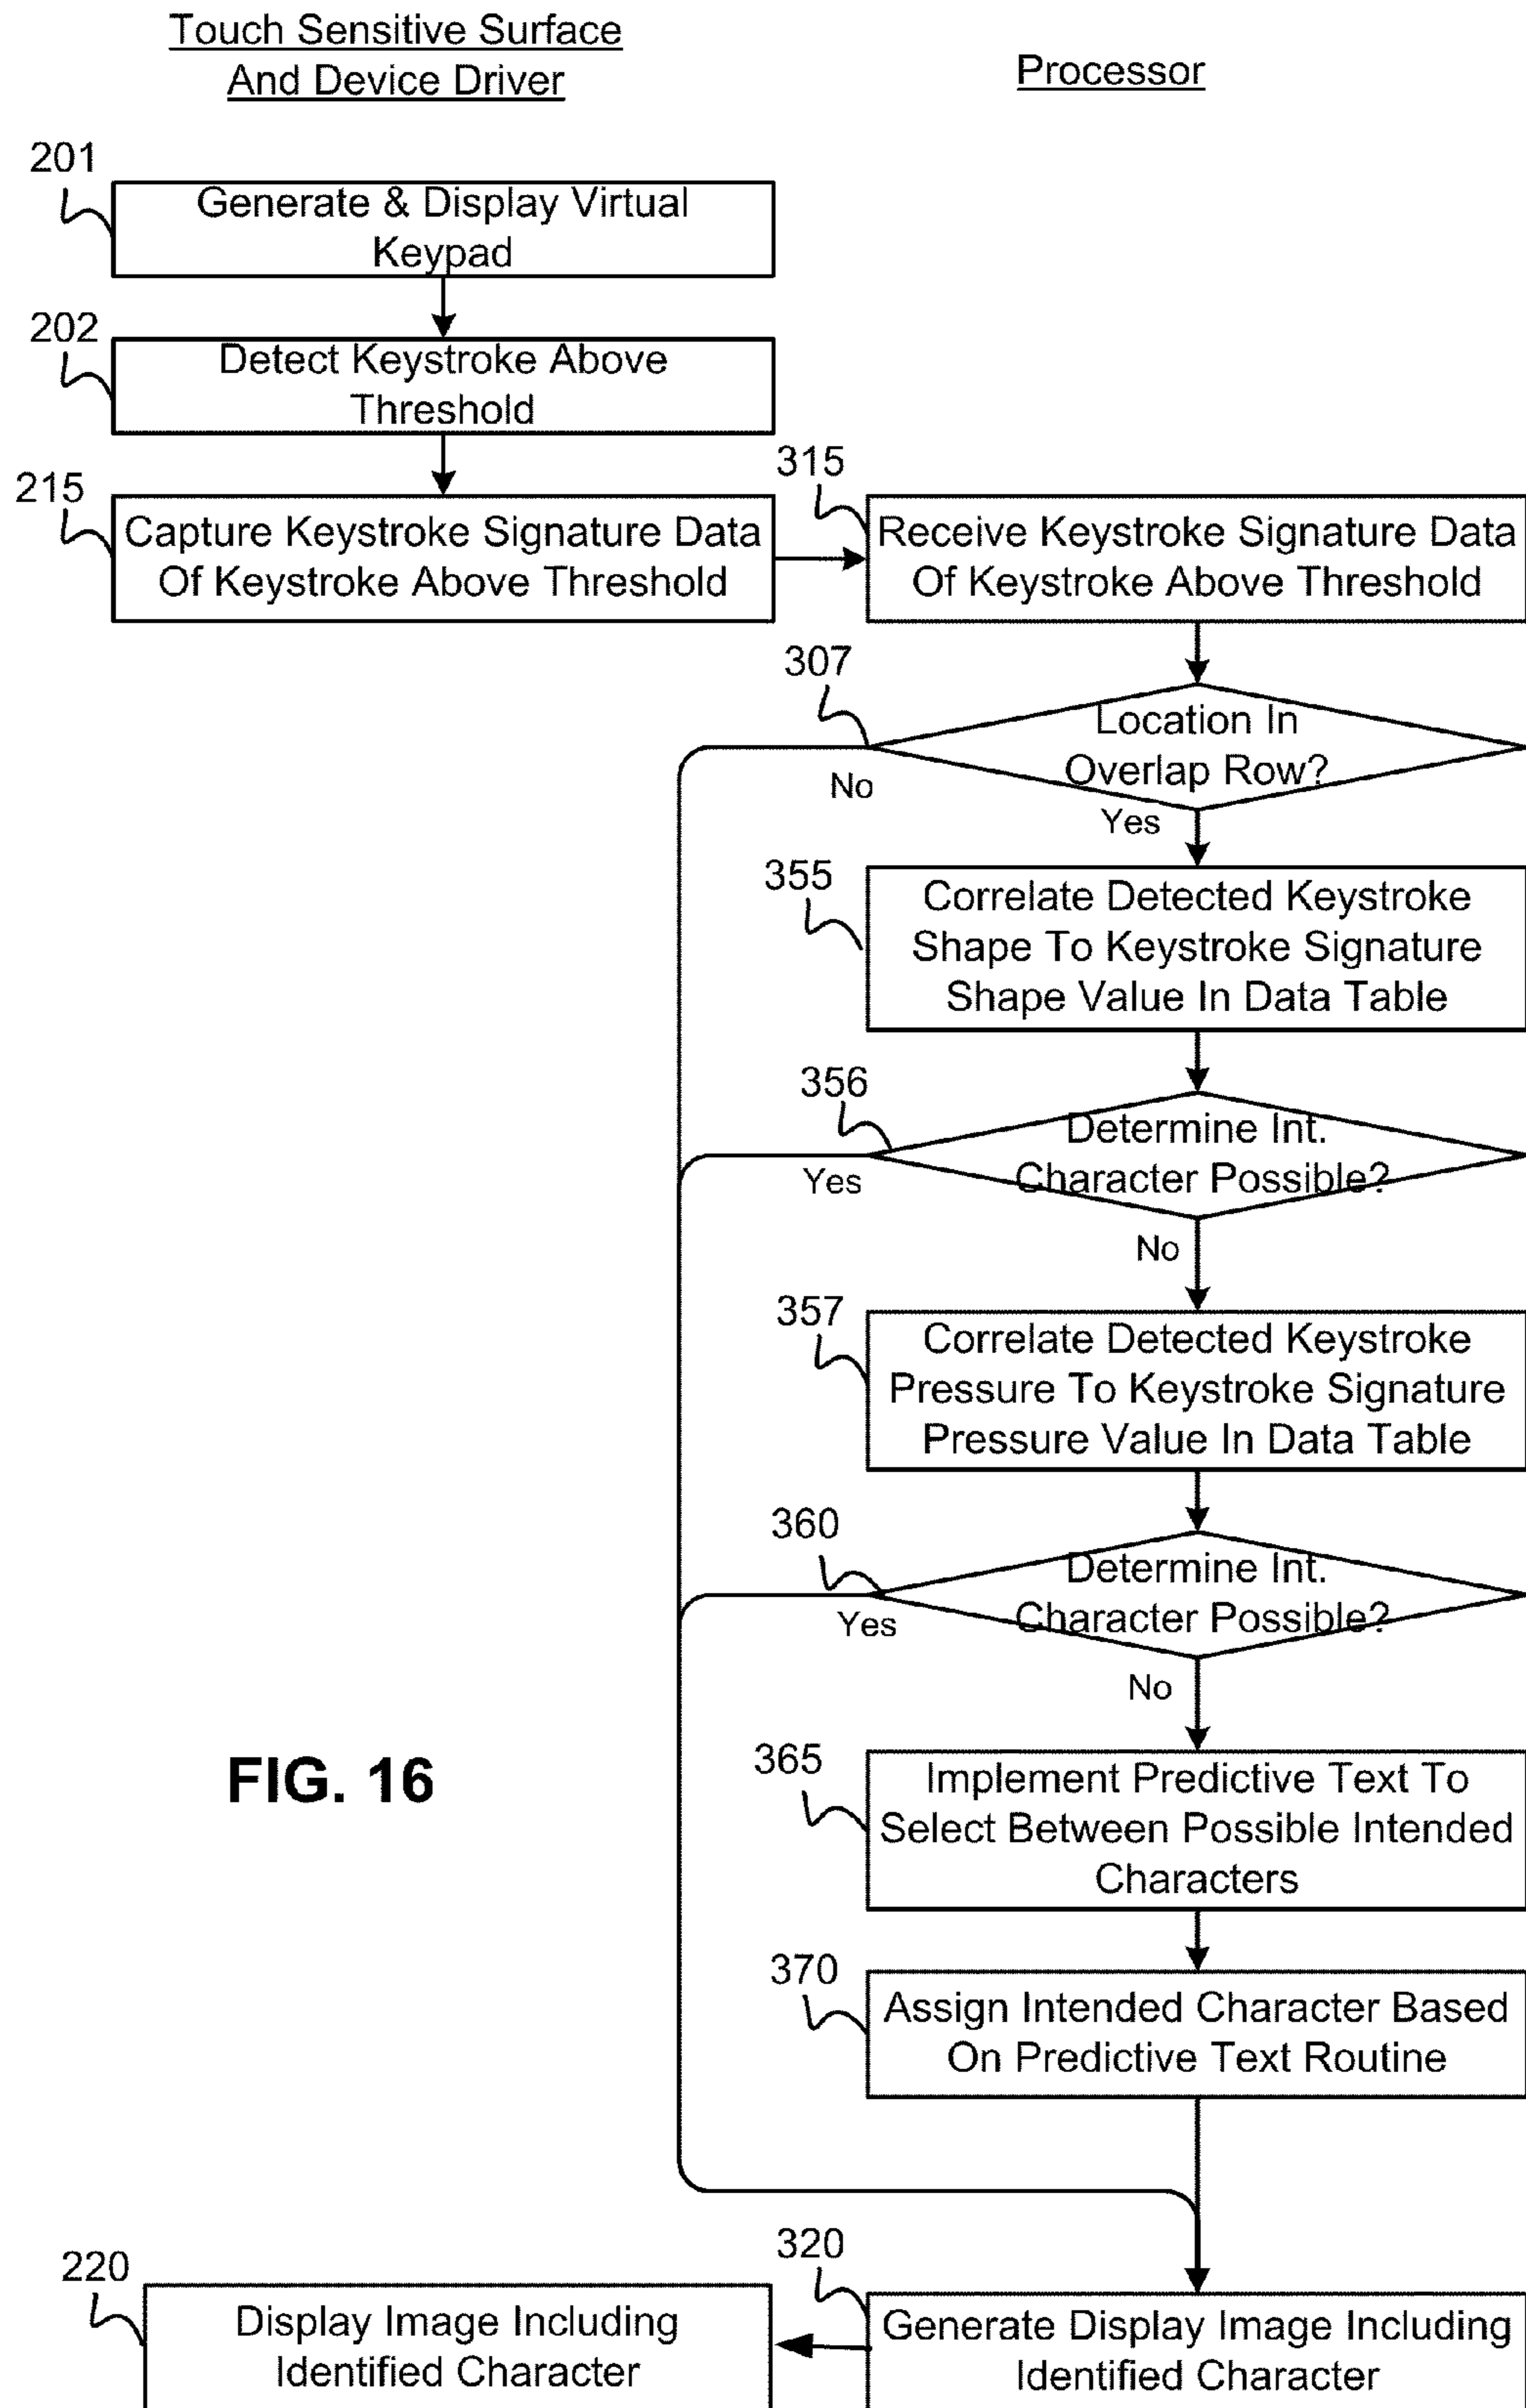 Touch Sensitive Surface
And Device Driver
Processor
201
Generate & Display Virtual
Keypad
202
Detect Keystroke Above
Threshold
215
Capture Keystroke Signature Data
Of Keystroke Above Threshold
315
Receive Keystroke Signature Data
Of Keystroke Above Threshold
307
Location In
Overlap Row?
No
Yes
355
Correlate Detected Keystroke
Shape To Keystroke Signature
Shape Value In Data Table
356
Determine Int.
Character Possible?
Yes
No
357
Correlate Detected Keystroke
Pressure To Keystroke Signature
Pressure Value In Data Table
360
Determine Int.
Character Possible?
Yes
No
FIG. 16
365
Implement Predictive Text To
Select Between Possible Intended
Characters
370
Assign Intended Character Based
On Predictive Text Routine
320
Generate Display Image Including
Identified Character
220
Display Image Including
Identified Character